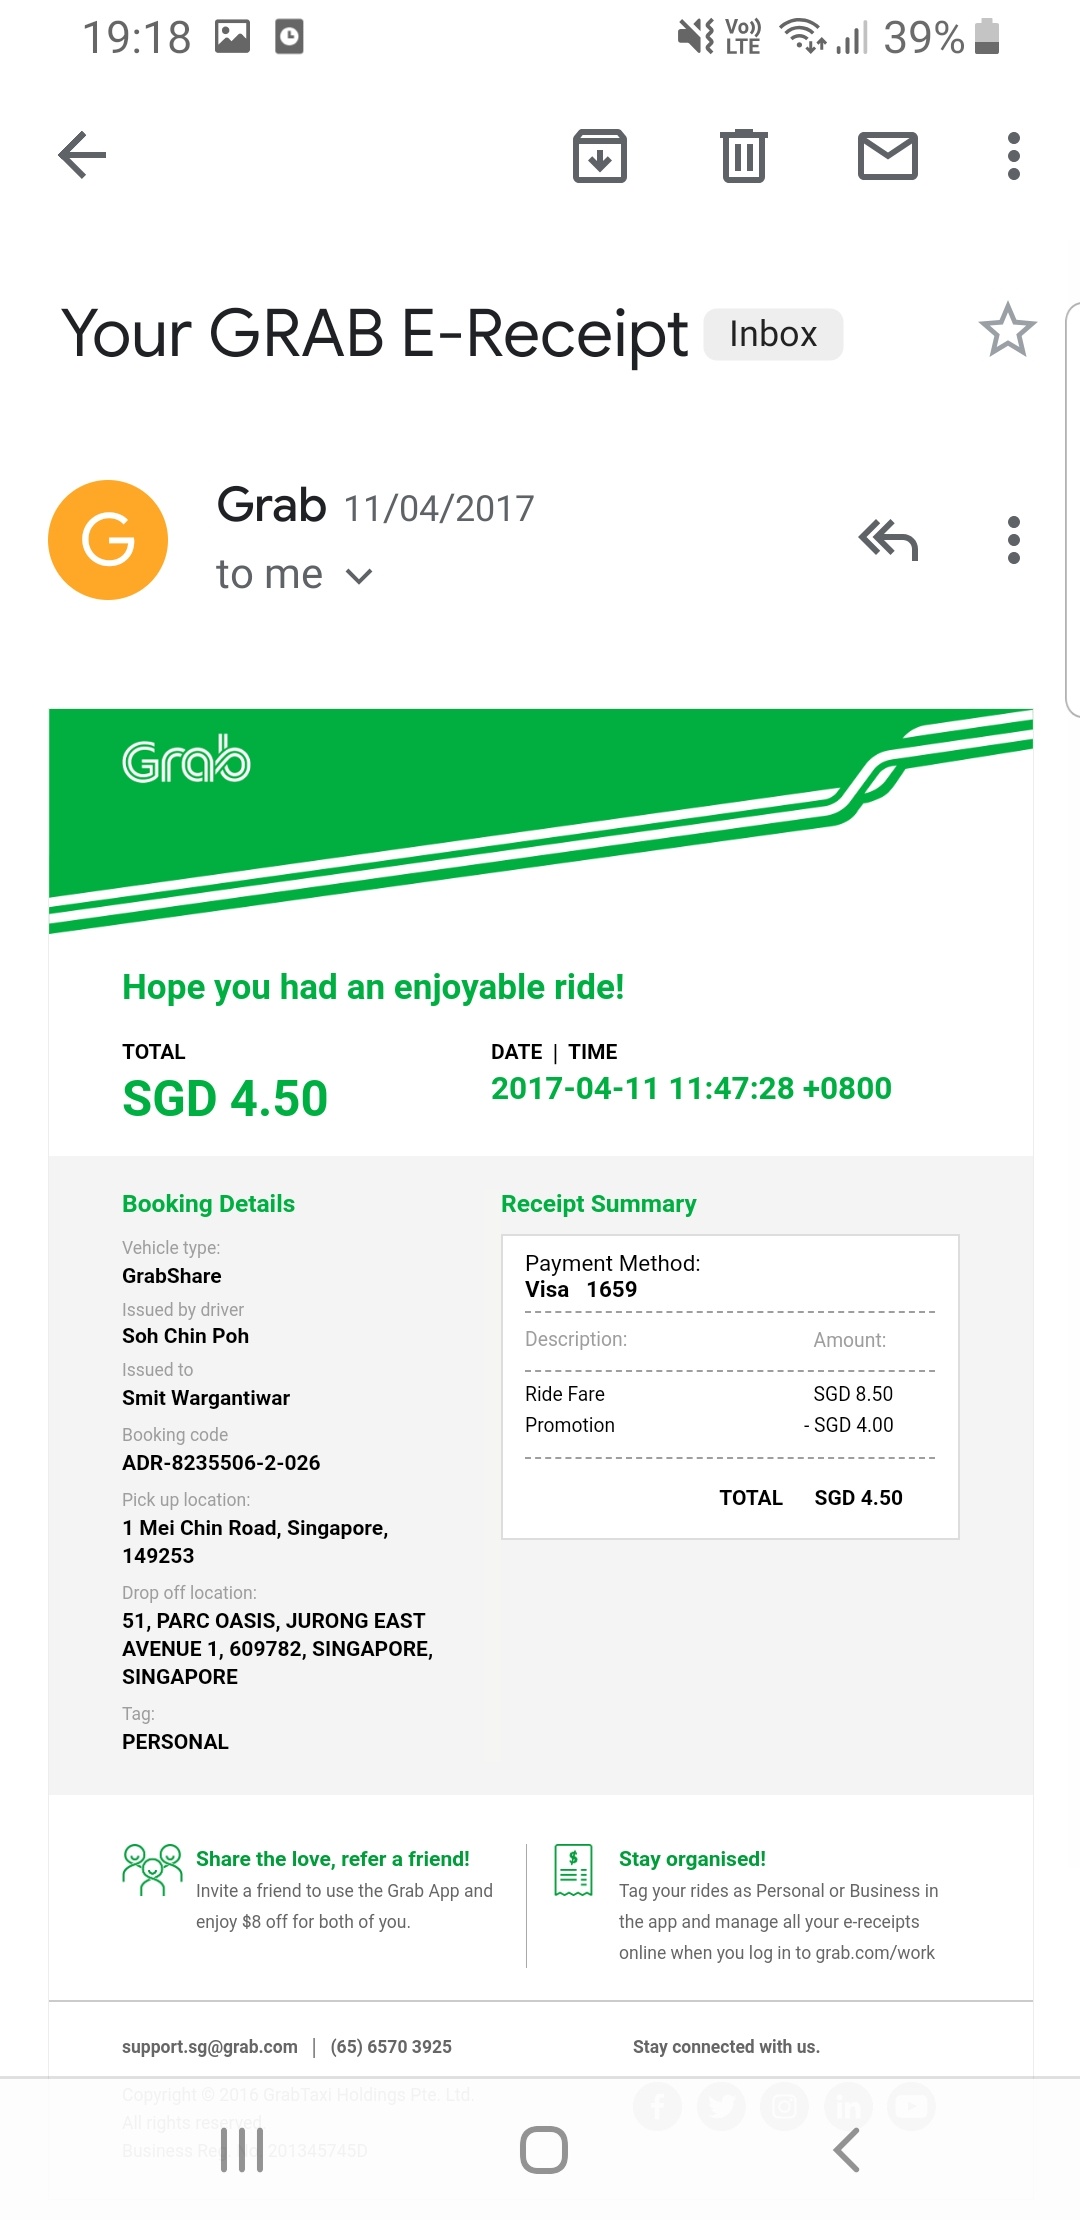 19:18
Vo))
LTE
39%
Your GRAB E-Receipt Inbox
G
Grab 11/04/2017
to me
Grab
Hope you had an enjoyable ride!
TOTAL
SGD 4.50
DATE | TIME
2017-04-11 11:47:28 +0800
Booking Details
Vehicle type:
GrabShare
Issued by driver
Soh Chin Poh
Issued to
Smit Wargantiwar
Booking code
ADR-8235506-2-026
Pick up location:
1 Mei Chin Road, Singapore,
149253
Drop off location:
51, PARC OASIS, JURONG EAST
AVENUE 1, 609782, SINGAPORE,
SINGAPORE
Tag:
PERSONAL
Receipt Summary
Payment Method:
Visa 1659
Description: Amount:
Ride Fare SGD 8.50
Promotion - SGD 4.00
TOTAL SGD 4.50
Share the love, refer a friend!
Invite a friend to use the Grab App and
enjoy $8 off for both of you.
Stay organised!
Tag your rides as Personal or Business in
the app and manage all your e-receipts
online when you log in to grab.com/work
support.sg@grab.com | (65) 6570 3925
Stay connected with us.
Copyright © 2016 GrabTaxi Holdings Pte. Ltd.
All rights reserved
Business 201345745D